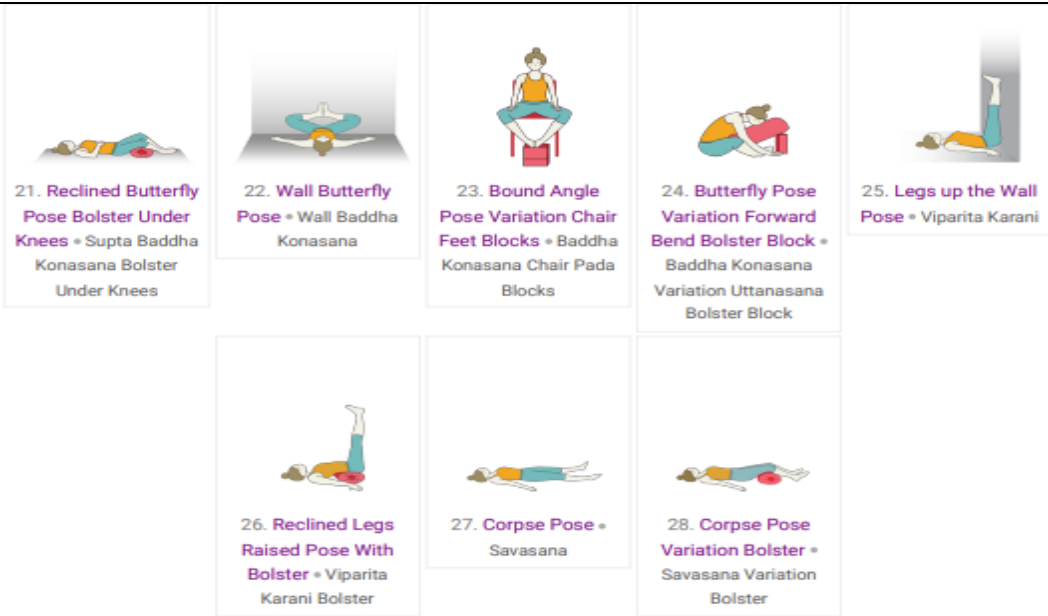 21. Reclined Butterfly
Pose Bolster Under
Knees • Supta Baddha
Konasana Bolster
Under Knees
22. Wall Butterfly
Pose • Wall Baddha
Konasana
23. Bound Angle
Pose Variation Chair
Feet Blocks • Baddha
Konasana Chair Pada
Blocks
24. Butterfly Pose
Variation Forward
Bend Bolster Block •
Baddha Konasana
Variation Uttanasana
Bolster Block
25. Legs up the Wall
Pose • Viparita Karani
26. Reclined Legs
Raised Pose With
Bolster • Viparita
Karani Bolster
27. Corpse Pose •
Savasana
28. Corpse Pose
Variation Bolster •
Savasana Variation
Bolster